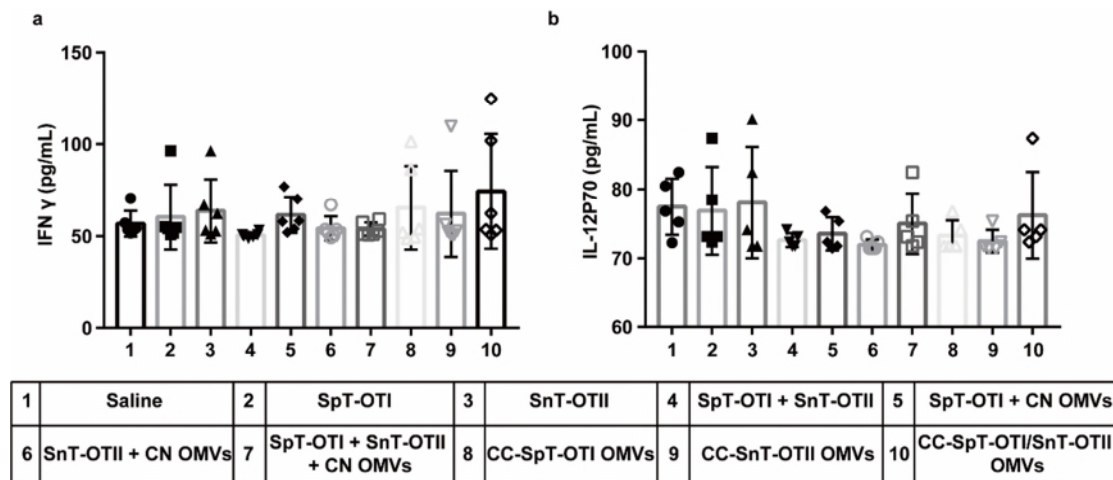 a
b
150
100
50
0
IFN γ (pg/mL)
1 2 3 4 5 6 7 8 9 10
100
90
80
70
60
IL-12P70 (pg/mL)
1 2 3 4 5 6 7 8 9 10
1 Saline 2 SpT-OTI 3 SnT-OTII 4 SpT-OTI + SnT-OTII 5 SpT-OTI + CN OMVs
6 SnT-OTII + CN OMVs 7 SpT-OTI + SnT-OTII
+ CN OMVs 8 CC-SpT-OTI OMVs 9 CC-SnT-OTII OMVs 10 CC-SpT-OTI/SnT-OTII
OMVs